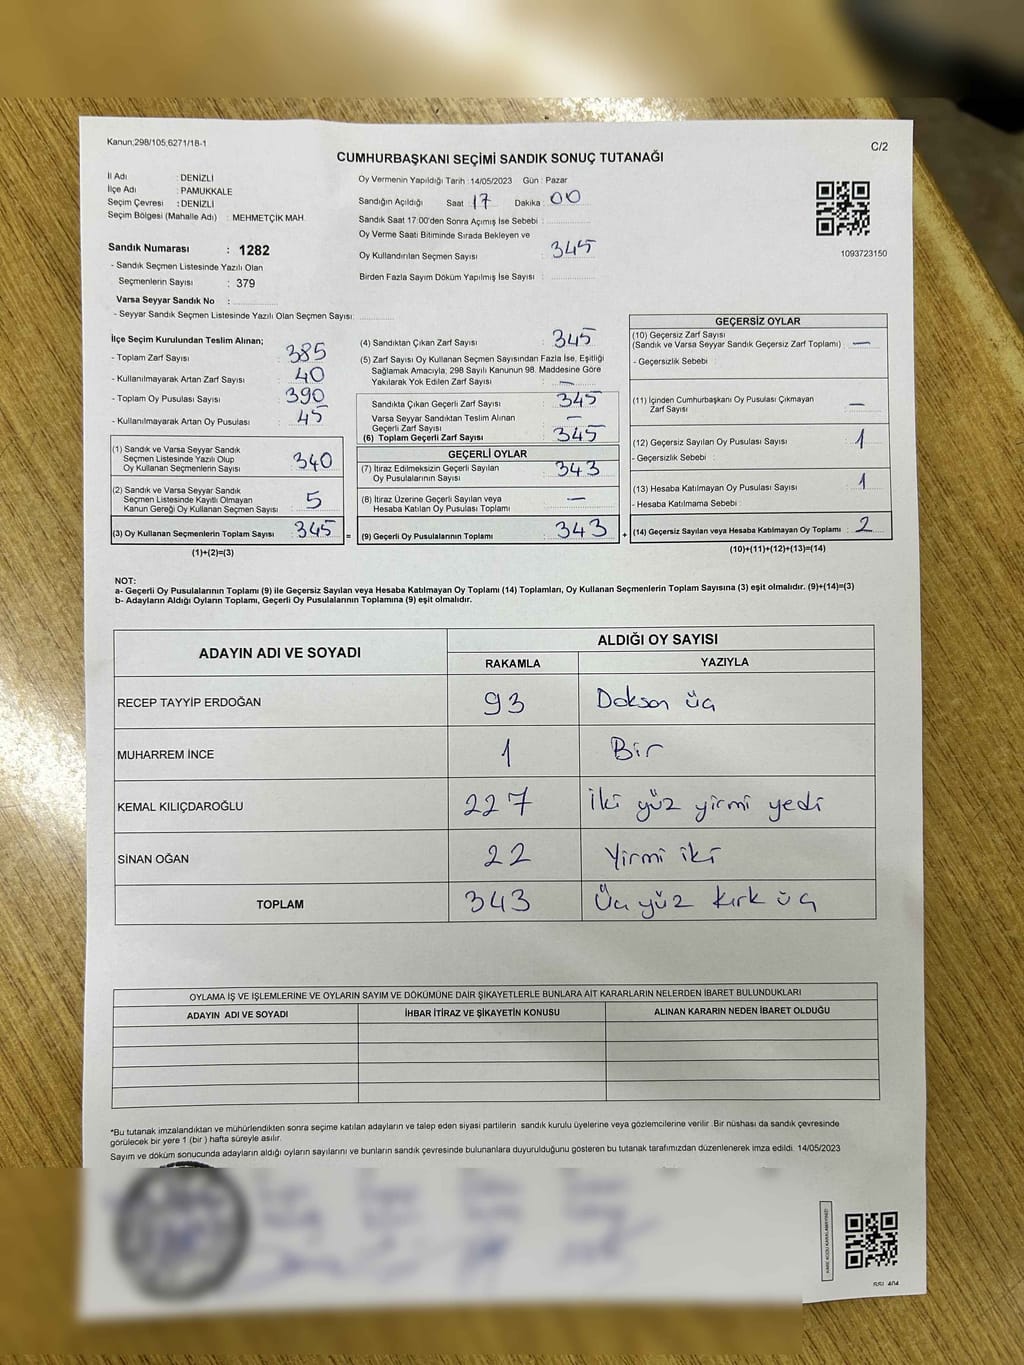 Kanun;298/105;6271/18-1
C/2
CUMHURBAŞKANI SEÇİMİ SANDIK SONUÇ TUTANAĞI
İl Adı : DENİZLİ
İlçe Adı : PAMUKKALE
Seçim Çevresi : DENİZLİ
Seçim Bölgesi (Mahalle Adı) : MEHMETÇİK MAH.
Sandık Numarası : 1282
- Sandık Seçmen Listesinde Yazılı Olan
Seçmenlerin Sayısı : 379
Varsa Seyyar Sandık No :
- Seyyar Sandık Seçmen Listesinde Yazılı Olan Seçmen Sayısı:
Oy Vermenin Yapıldığı Tarih : 14/05/2023 Gün : Pazar
Sandığın Açıldığı Saat 17 Dakika : 00
Sandık Saat 17:00'den Sonra Açımış İse Sebebi :
Oy Verme Saati Bitiminde Sırada Bekleyen ve
Oy Kullandırılan Seçmen Sayısı : 345
Birden Fazla Sayım Döküm Yapılmış İse Sayısı :
1093723150
İlçe Seçim Kurulundan Teslim Alınan;
- Toplam Zarf Sayısı : 385
- Kullanılmayarak Artan Zarf Sayısı : 40
- Toplam Oy Pusulası Sayısı : 390
- Kullanılmayarak Artan Oy Pusulası : 45
(1) Sandık ve Varsa Seyyar Sandık
Seçmen Listesinde Yazılı Olup
Oy Kullanan Seçmenlerin Sayısı : 340
(2) Sandık ve Varsa Seyyar Sandık
Seçmen Listesinde Kayıtlı Olmayan
Kanun Gereği Oy Kullanan Seçmen Sayısı : 5
(3) Oy Kullanan Seçmenlerin Toplam Sayısı : 345 =
(1)+(2)=(3)
(4) Sandıktan Çıkan Zarf Sayısı : 345
(5) Zarf Sayısı Oy Kullanan Seçmen Sayısından Fazla İse, Eşitliği
Sağlamak Amacıyla, 298 Sayılı Kanunun 98. Maddesine Göre
Yakılarak Yok Edilen Zarf Sayısı : —
Sandıkta Çıkan Geçerli Zarf Sayısı : 345
Varsa Seyyar Sandıktan Teslim Alınan
Geçerli Zarf Sayısı : —
(6) Toplam Geçerli Zarf Sayısı : 345
GEÇERLİ OYLAR
(7) İtiraz Edilmeksizin Geçerli Sayılan
Oy Pusulalarının Sayısı : 343
(8) İtiraz Üzerine Geçerli Sayılan veya
Hesaba Katılan Oy Pusulası Toplamı : —
(9) Geçerli Oy Pusulalarının Toplamı : 343 +
GEÇERSİZ OYLAR
(10) Geçersiz Zarf Sayısı
(Sandık ve Varsa Seyyar Sandık Geçersiz Zarf Toplamı) : —
- Geçersizlik Sebebi :
(11) İçinden Cumhurbaşkanı Oy Pusulası Çıkmayan
Zarf Sayısı : —
(12) Geçersiz Sayılan Oy Pusulası Sayısı : 1
- Geçersizlik Sebebi :
(13) Hesaba Katılmayan Oy Pusulası Sayısı : 1
- Hesaba Katılmama Sebebi :
(14) Geçersiz Sayılan veya Hesaba Katılmayan Oy Toplamı : 2
(10)+(11)+(12)+(13)=(14)
NOT:
a- Geçerli Oy Pusulalarının Toplamı (9) ile Geçersiz Sayılan veya Hesaba Katılmayan Oy Toplamı (14) Toplamları, Oy Kullanan Seçmenlerin Toplam Sayısına (3) eşit olmalıdır. (9)+(14)=(3)
b- Adayların Aldığı Oyların Toplamı, Geçerli Oy Pusulalarının Toplamına (9) eşit olmalıdır.
ADAYIN ADI VE SOYADI ALDIĞI OY SAYISI
RAKAMLA YAZIYLA
RECEP TAYYİP ERDOĞAN 93 Doksan üç
MUHARREM İNCE 1 Bir
KEMAL KILIÇDAROĞLU 227 İki yüz yirmi yedi
SİNAN OĞAN 22 Yirmi iki
TOPLAM 343 Üç yüz kırk üç
OYLAMA İŞ VE İŞLEMLERİNE VE OYLARIN SAYIM VE DÖKÜMÜNE DAİR ŞİKAYETLERLE BUNLARA AİT KARARLARIN NELERDEN İBARET BULUNDUKLARI
ADAYIN ADI VE SOYADI İHBAR İTİRAZ VE ŞİKAYETİN KONUSU ALINAN KARARIN NEDEN İBARET OLDUĞU
*Bu tutanak imzalandıktan ve mühürlendikten sonra seçime katılan adayların ve talep eden siyasi partilerin sandık kurulu üyelerine veya gözlemcilerine verilir .Bir nüshası da sandık çevresinde
görülecek bir yere 1 (bir ) hafta süreyle asılır.
Sayım ve döküm sonucunda adayların aldığı oyların sayılarını ve bunların sandık çevresinde bulunanlara duyurulduğunu gösteren bu tutanak tarafımızdan düzenlenerek imza edildi. 14/05/2023